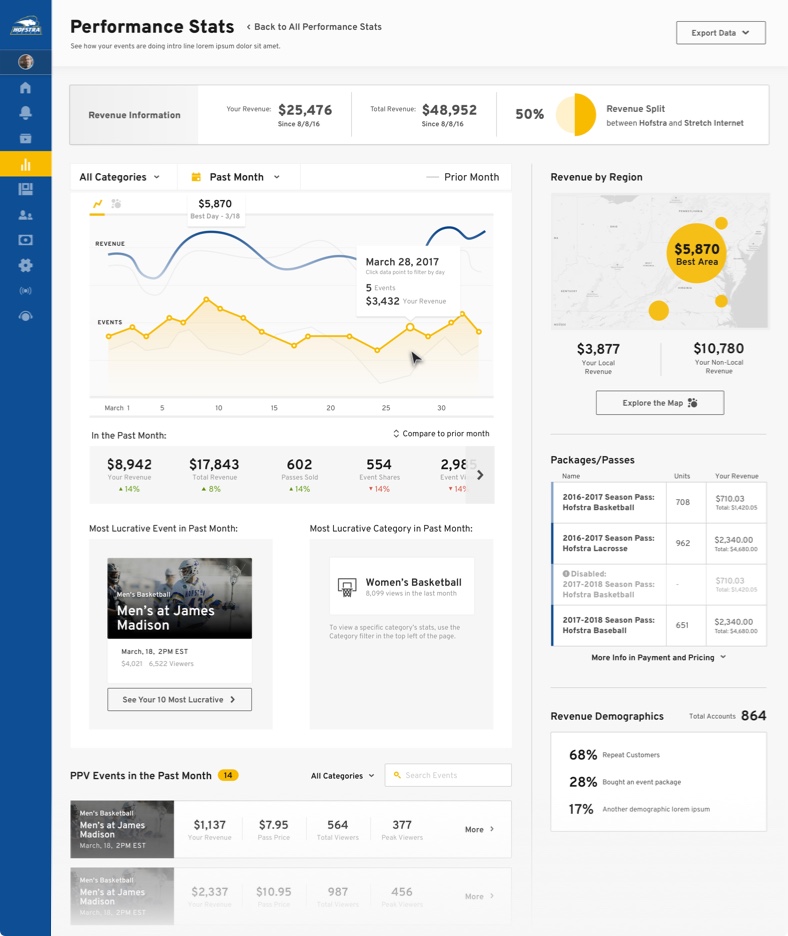 HOFSTRA
Performance Stats
‹ Back to All Performance Stats
See how your events are doing intro line lorem ipsum dolor sit amet.
Export Data
Revenue Information
Your Revenue: $25,476
Since 8/8/16
Total Revenue: $48,952
Since 8/8/16
50%
Revenue Split
between Hofstra and Stretch Internet
All Categories
Past Month
Prior Month
$5,870
Best Day - 3/18
REVENUE
March 28, 2017
Click data point to filter by day
5 Events
$3,432 Your Revenue
EVENTS
March 1 5 10 15 20 25 30
In the Past Month:
Compare to prior month
$8,942
Your Revenue
14%
$17,843
Total Revenue
8%
602
Passes Sold
14%
554
Event Shares
14%
2,985
Event Vi
14%
Most Lucrative Event in Past Month:
Women's Basketball
Men's at James
Madison
March, 18, 2PM EST
$4,021 6,522 Viewers
See Your 10 Most Lucrative
Most Lucrative Category in Past Month:
Women's Basketball
8,099 views in the last month
To view a specific category's stats, use the
Category filter in the top left of the page.
PPV Events in the Past Month 14
All Categories
Search Events
Men's Basketball
Men's at James
Madison
March, 18, 2PM EST
$1,137
Your Revenue
$7.95
Pass Price
564
Total Viewers
377
Peak Viewers
More
Men's Basketball
Men's at James
Madison
March, 18, 2PM EST
$2,337
Your Revenue
$10.95
Pass Price
987
Total Viewers
456
Peak Viewers
More
Revenue by Region
PENNSYLVANIA
$5,870
Best Area
VIRGINIA
KENTUCKY
$3,877
Your Local
Revenue
$10,780
Your Non-Local
Revenue
Explore the Map
Packages/Passes
Name Units Your Revenue
2016-2017 Season Pass:
Hofstra Basketball
708
$710.03
Total: $1,420.05
2016-2017 Season Pass:
Hofstra Lacrosse
962
$2,340.00
Total: $4,680.00
Disabled:
2017-2018 Season Pass:
Hofstra Basketball
-
$710.03
Total: $1,420.05
2017-2018 Season Pass:
Hofstra Baseball
651
$2,340.00
Total: $4,680.00
More Info in Payment and Pricing
Revenue Demographics
Total Accounts 864
68% Repeat Customers
28% Bought an event package
17% Another demographic lorem ipsum